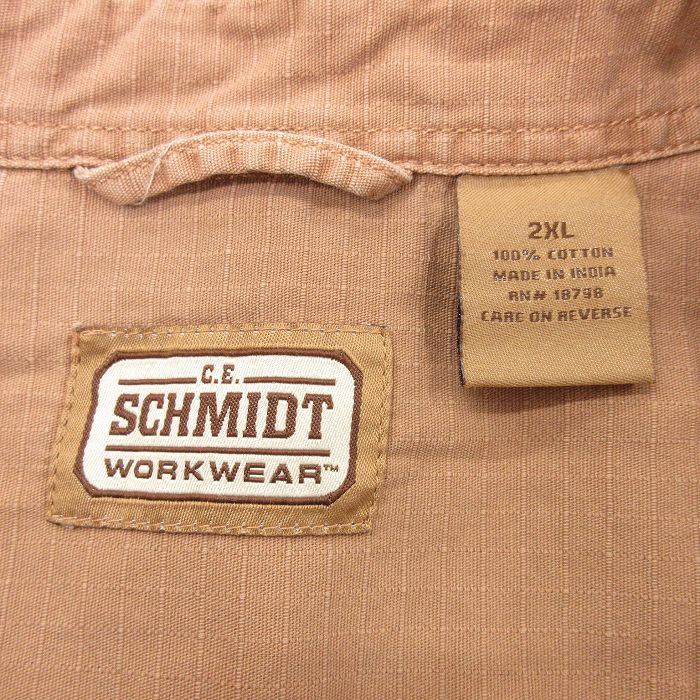 C.E.
SCHMIDT
WORKWEAR™
2XL
100% COTTON
MADE IN INDIA
RN# 18798
CARE ON REVERSE